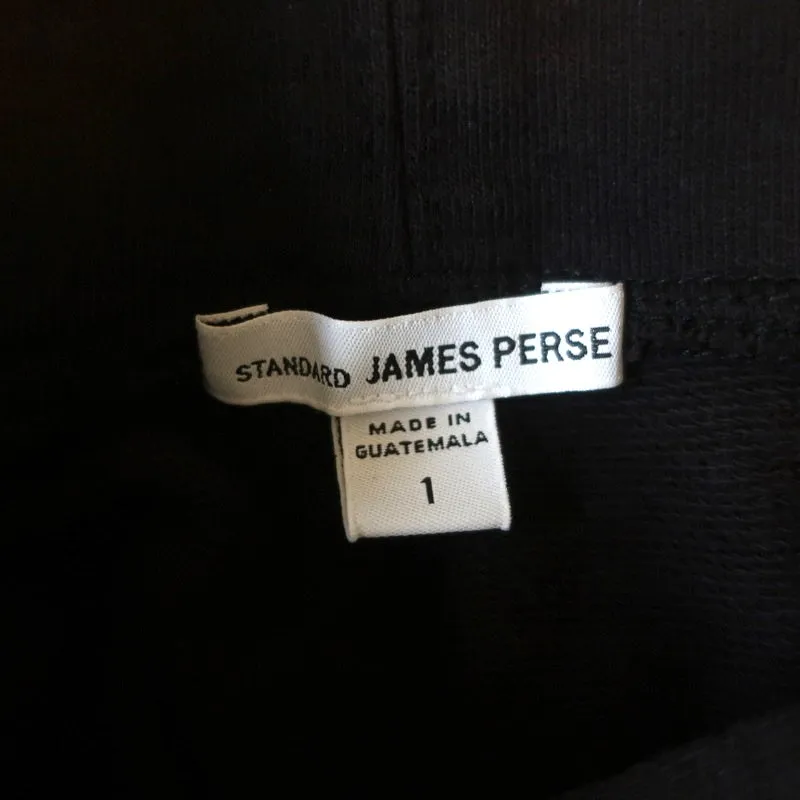 STANDARD JAMES PERSE
MADE IN
GUATEMALA
1